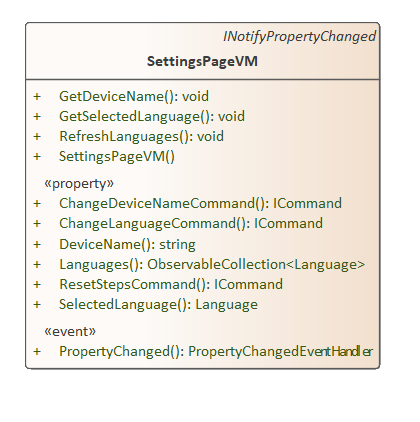 INotifyPropertyChanged
SettingsPageVM
+ GetDeviceName(): void
+ GetSelectedLanguage(): void
+ RefreshLanguages(): void
+ SettingsPageVM()
«property»
+ ChangeDeviceNameCommand(): ICommand
+ ChangeLanguageCommand(): ICommand
+ DeviceName(): string
+ Languages(): ObservableCollection<Language>
+ ResetStepsCommand(): ICommand
+ SelectedLanguage(): Language
«event»
+ PropertyChanged(): PropertyChangedEventHandler